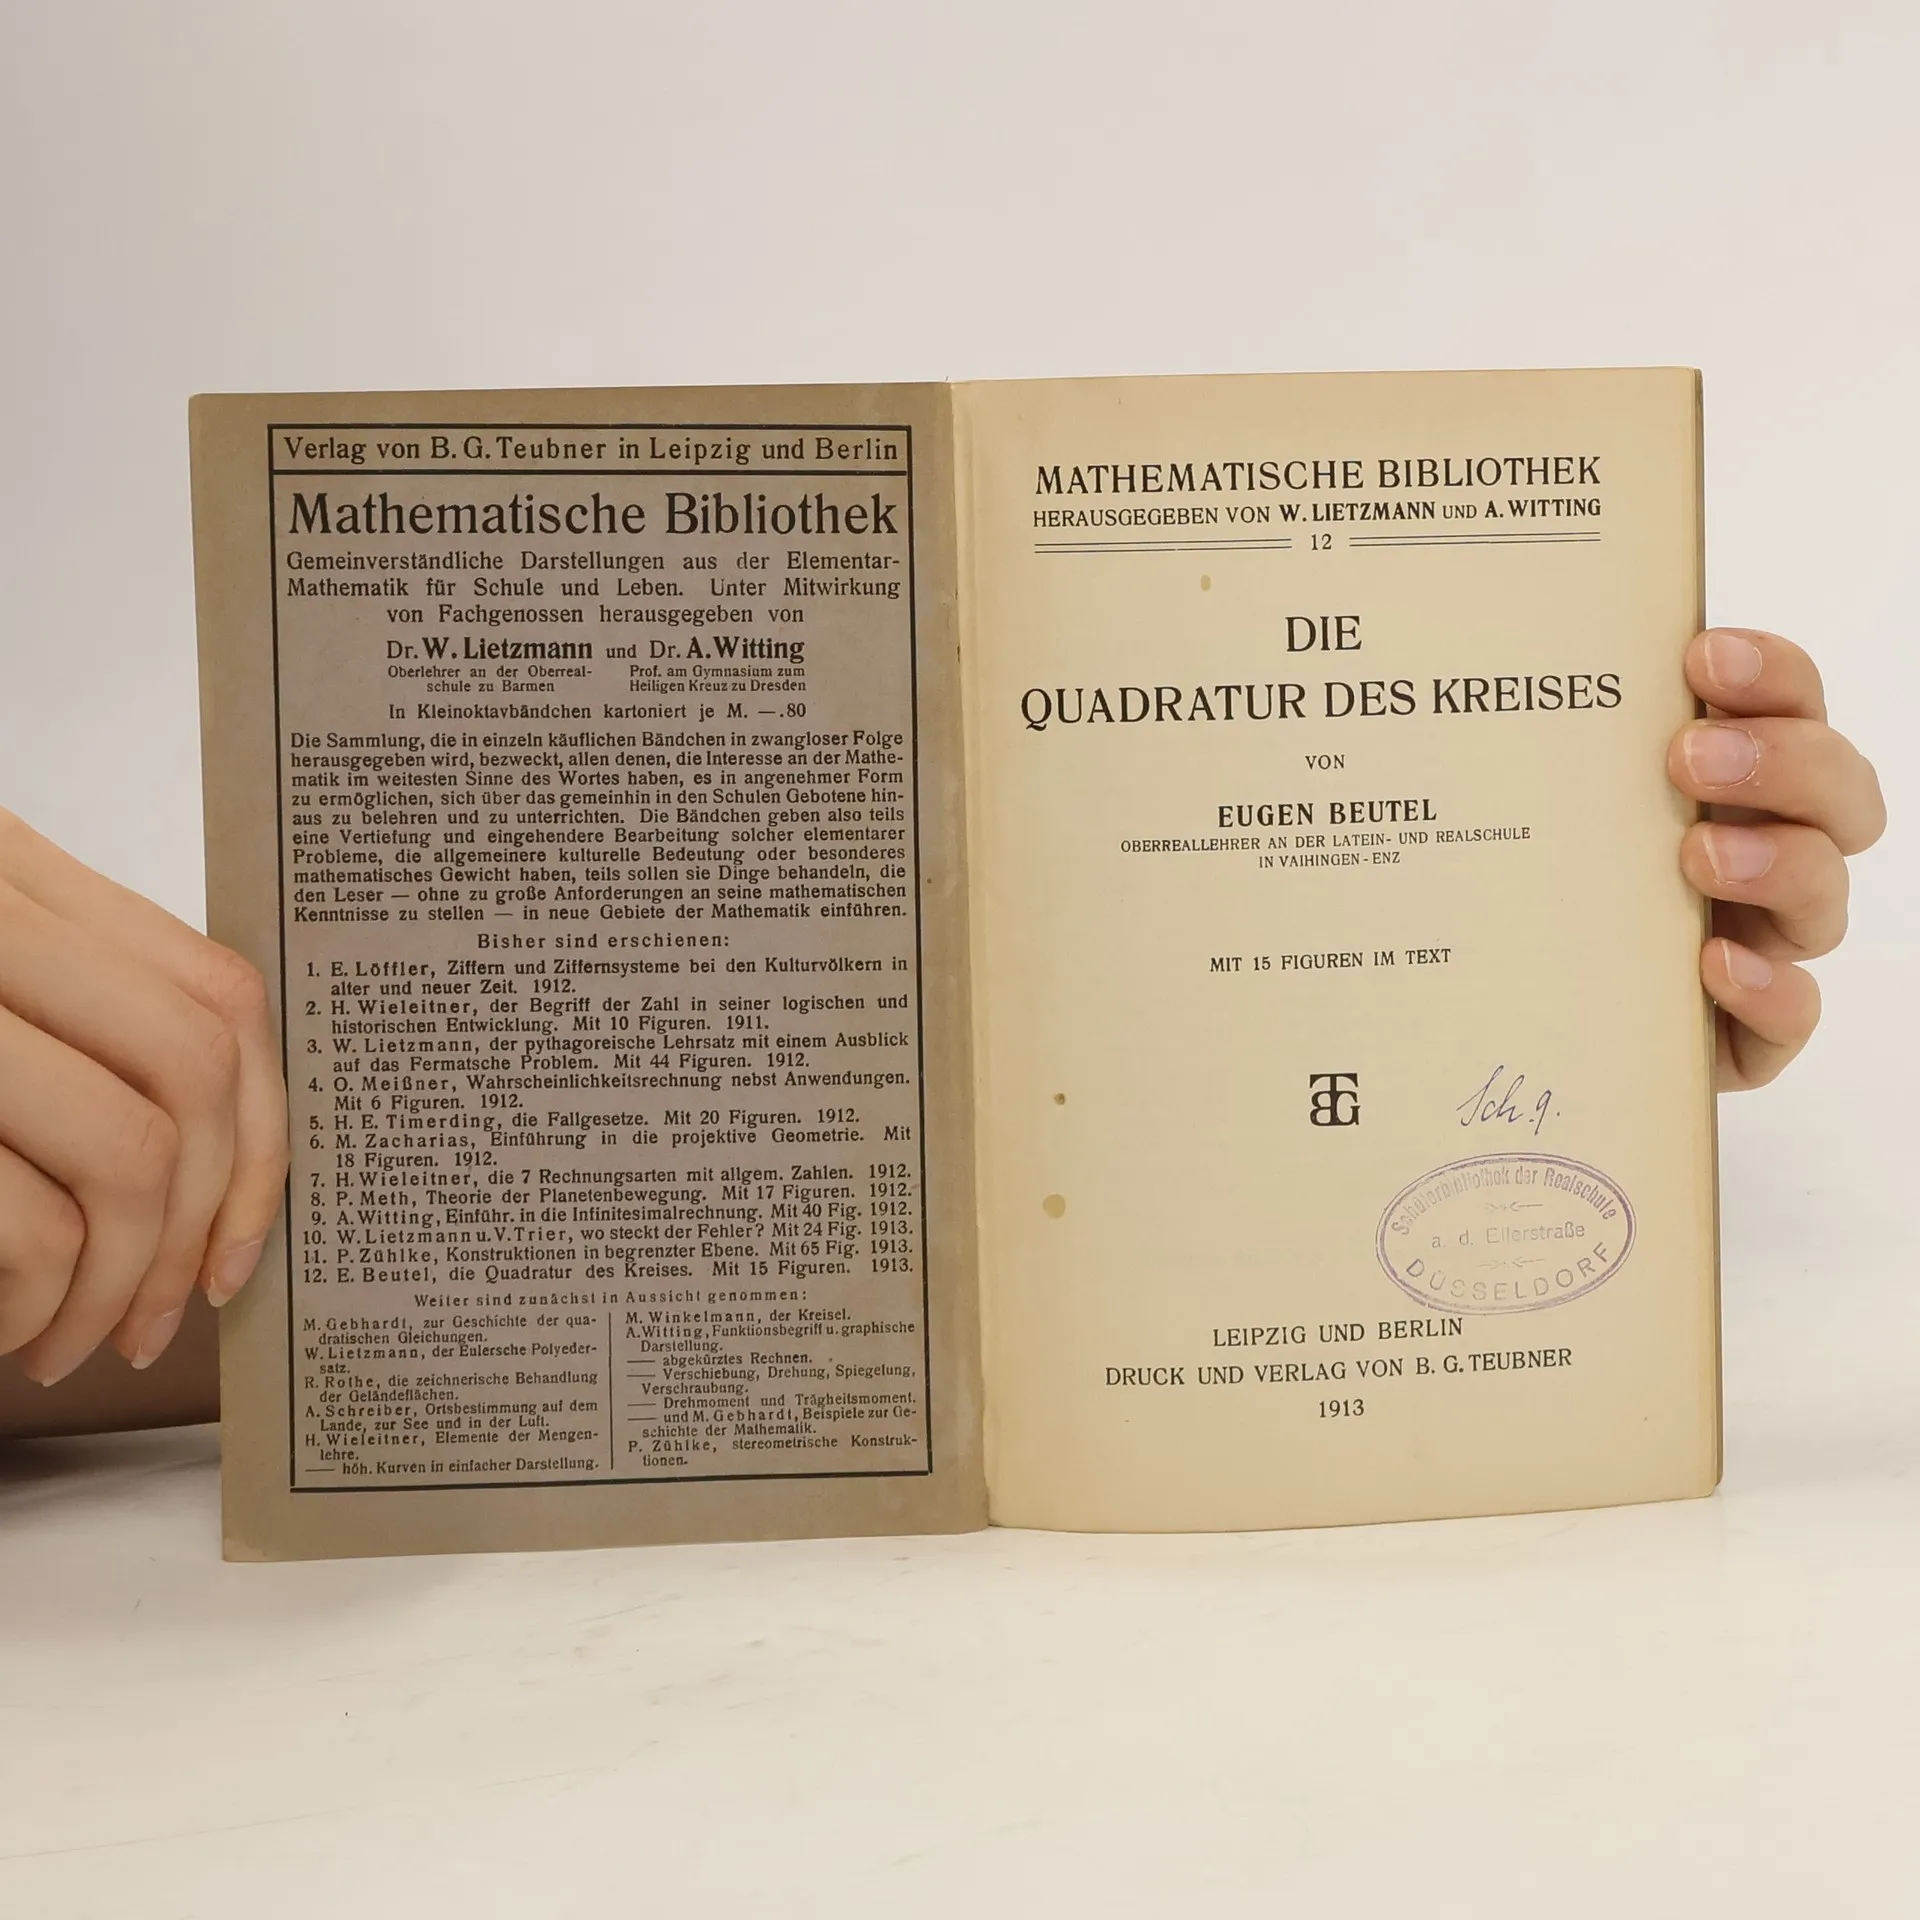 Verlag von B. G. Teubner in Leipzig und Berlin
Mathematische Bibliothek
Gemeinverständliche Darstellungen aus der Elementar-
Mathematik für Schule und Leben. Unter Mitwirkung
von Fachgenossen herausgegeben von
Dr. W. Lietzmann und Dr. A. Witting
Oberlehrer an der Oberreal- Prof. am Gymnasium zum
schule zu Barmen Heiligen Kreuz zu Dresden
In Kleinoktavbändchen kartoniert je M. —.80
Die Sammlung, die in einzeln käuflichen Bändchen in zwangloser Folge
herausgegeben wird, bezweckt, allen denen, die Interesse an der Mathe-
matik im weitesten Sinne des Wortes haben, es in angenehmer Form
zu ermöglichen, sich über das gemeinhin in den Schulen Gebotene hin-
aus zu belehren und zu unterrichten. Die Bändchen geben also teils
eine Vertiefung und eingehendere Bearbeitung solcher elementarer
Probleme, die allgemeinere kulturelle Bedeutung oder besonderes
mathematisches Gewicht haben, teils sollen sie Dinge behandeln, die
den Leser — ohne zu große Anforderungen an seine mathematischen
Kenntnisse zu stellen — in neue Gebiete der Mathematik einführen.
Bisher sind erschienen:
1. E. Löffler, Ziffern und Ziffernsysteme bei den Kulturvölkern in
alter und neuer Zeit. 1912.
2. H. Wieleitner, der Begriff der Zahl in seiner logischen und
historischen Entwicklung. Mit 10 Figuren. 1911.
3. W. Lietzmann, der pythagoreische Lehrsatz mit einem Ausblick
auf das Fermatsche Problem. Mit 44 Figuren. 1912.
4. O. Meißner, Wahrscheinlichkeitsrechnung nebst Anwendungen.
Mit 6 Figuren. 1912.
5. H. E. Timerding, die Fallgesetze. Mit 20 Figuren. 1912.
6. M. Zacharias, Einführung in die projektive Geometrie. Mit
18 Figuren. 1912.
7. H. Wieleitner, die 7 Rechnungsarten mit allgem. Zahlen. 1912.
8. P. Meth, Theorie der Planetenbewegung. Mit 17 Figuren. 1912.
9. A. Witting, Einführ. in die Infinitesimalrechnung. Mit 40 Fig. 1912.
10. W. Lietzmann u. V. Trier, wo steckt der Fehler? Mit 24 Fig. 1913.
11. P. Zühlke, Konstruktionen in begrenzter Ebene. Mit 65 Fig. 1913.
12. E. Beutel, die Quadratur des Kreises. Mit 15 Figuren. 1913.
Weiter sind zunächst in Aussicht genommen:
M. Gebhardt, zur Geschichte der qua-
dratischen Gleichungen.
W. Lietzmann, der Eulersche Polyeder-
satz.
R. Rothe, die zeichnerische Behandlung
der Geländeflächen.
A. Schreiber, Ortsbestimmung auf dem
Lande, zur See und in der Luft.
H. Wieleitner, Elemente der Mengen-
lehre.
— höh. Kurven in einfacher Darstellung.
M. Winkelmann, der Kreisel.
A. Witting, Funktionsbegriff u. graphische
Darstellung.
— abgekürztes Rechnen.
— Verschiebung, Drehung, Spiegelung,
Verschraubung.
— Drehmoment und Trägheitsmoment.
— und M. Gebhardt, Beispiele zur Ge-
schichte der Mathematik.
P. Zühlke, stereometrische Konstruk-
tionen.
MATHEMATISCHE BIBLIOTHEK
HERAUSGEGEBEN VON W. LIETZMANN UND A. WITTING
12
DIE
QUADRATUR DES KREISES
VON
EUGEN BEUTEL
OBERREALLEHRER AN DER LATEIN- UND REALSCHULE
IN VAIHINGEN-ENZ
MIT 15 FIGUREN IM TEXT
BGT
Sch. 9.
Schülerbibliothek der Realschule
a. d. Ellerstraße
DÜSSELDORF
LEIPZIG UND BERLIN
DRUCK UND VERLAG VON B. G. TEUBNER
1913